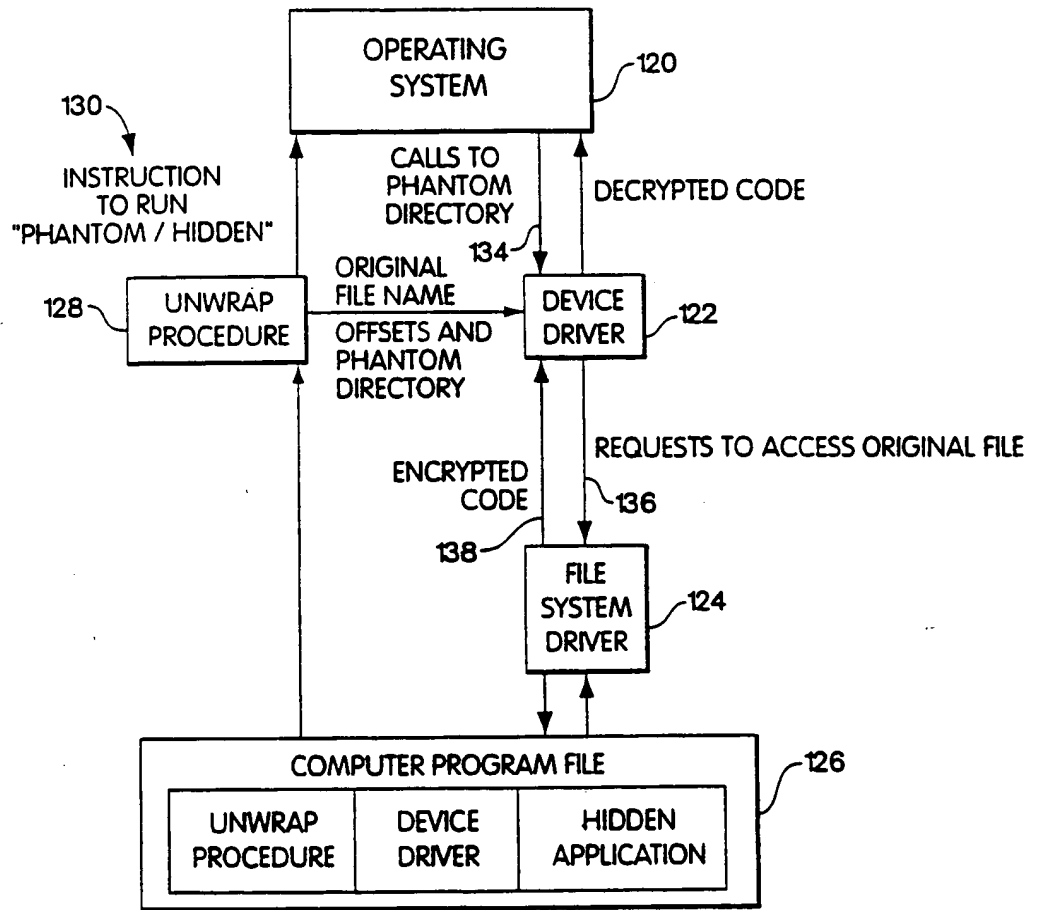 OPERATING
SYSTEM
120
130
INSTRUCTION
TO RUN
"PHANTOM / HIDDEN"
CALLS TO
PHANTOM
DIRECTORY
134
DECRYPTED CODE
128
UNWRAP
PROCEDURE
ORIGINAL
FILE NAME
OFFSETS AND
PHANTOM
DIRECTORY
DEVICE
DRIVER
122
ENCRYPTED
CODE
138
REQUESTS TO ACCESS ORIGINAL FILE
136
FILE
SYSTEM
DRIVER
124
COMPUTER PROGRAM FILE
126
UNWRAP
PROCEDURE
DEVICE
DRIVER
HIDDEN
APPLICATION